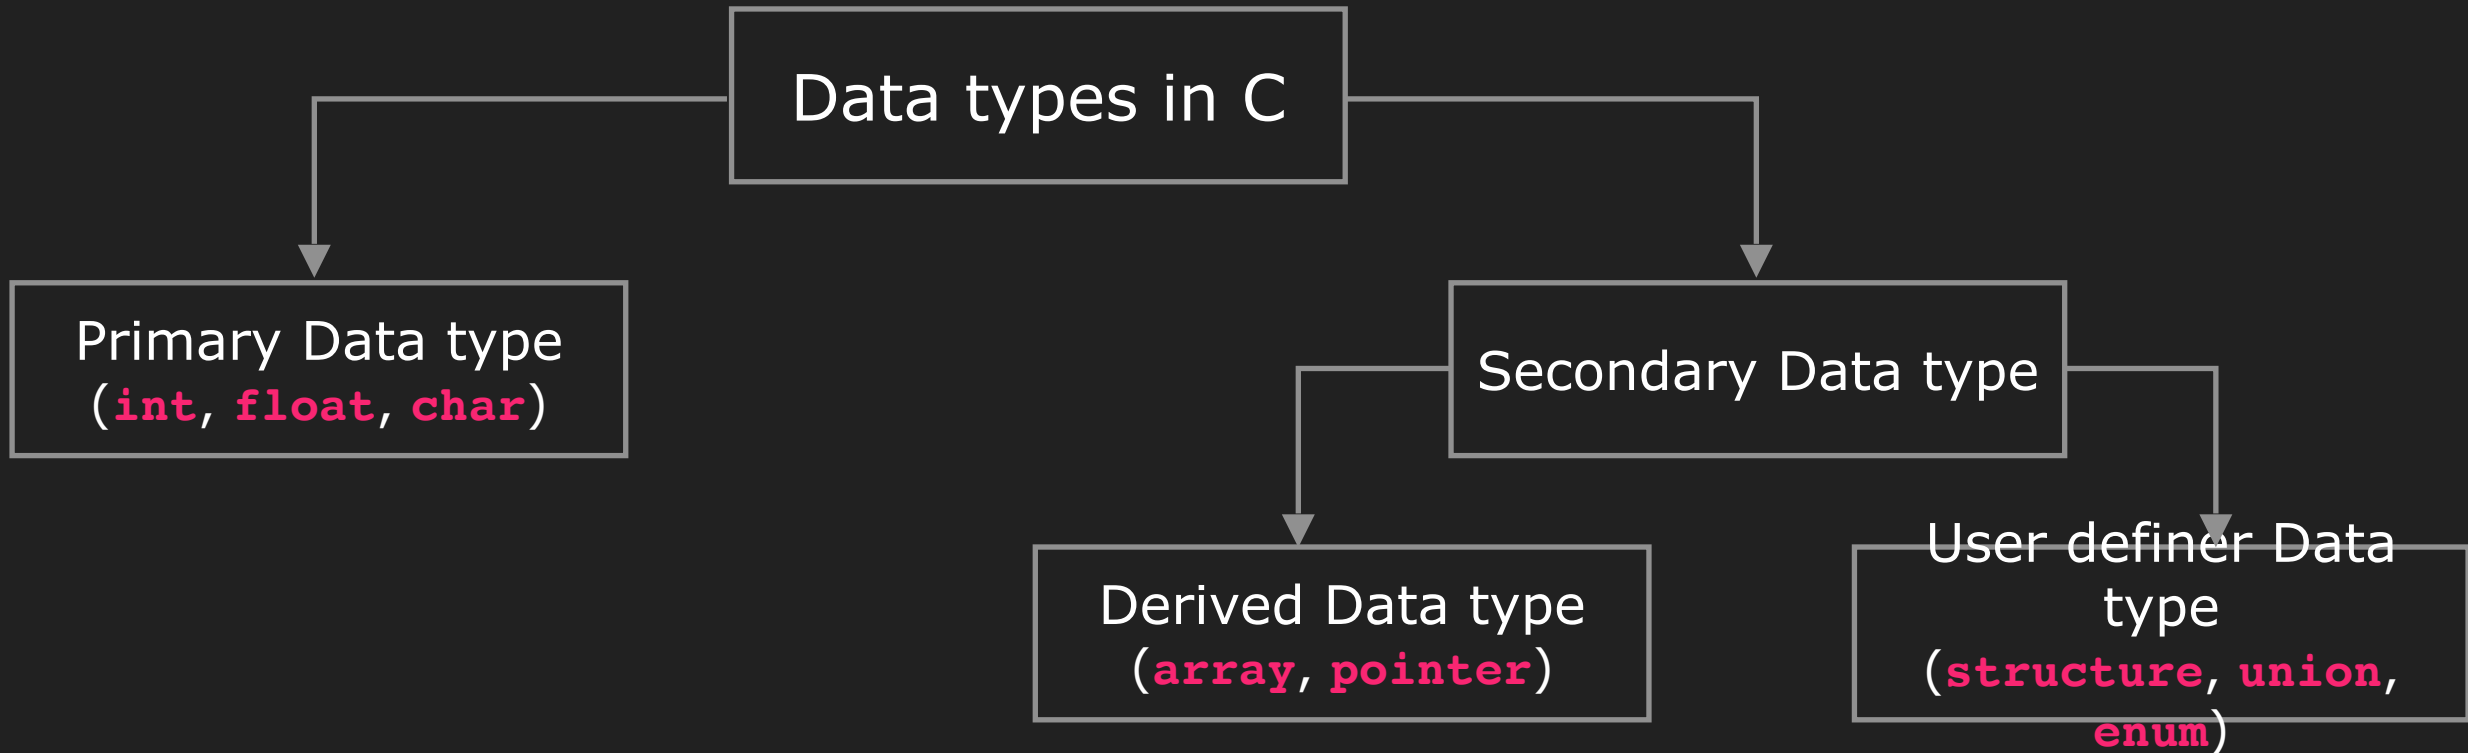 Data types in C
Primary Data type
(int, float, char)
Secondary Data type
Derived Data type
(array, pointer)
User definer Data
type
(structure, union,
enum)